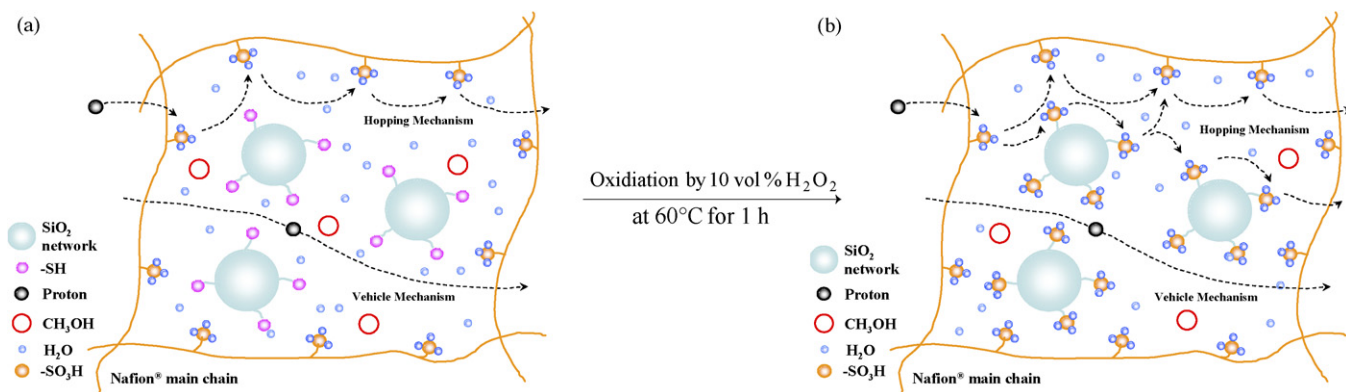 (a)
Hopping Mechanism
SiO₂
network
-SH
Proton
CH₃OH
H₂O
-SO₃H
Vehicle Mechanism
Nafion® main chain
Oxidiation by 10 vol% H₂O₂
at 60°C for 1 h
(b)
Hopping Mechanism
SiO₂
network
Proton
CH₃OH
H₂O
-SO₃H
Vehicle Mechanism
Nafion® main chain